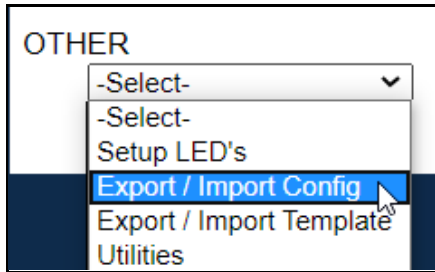 OTHER
-Select-
-Select-
Setup LED's
Export / Import Config
Export / Import Template
Utilities